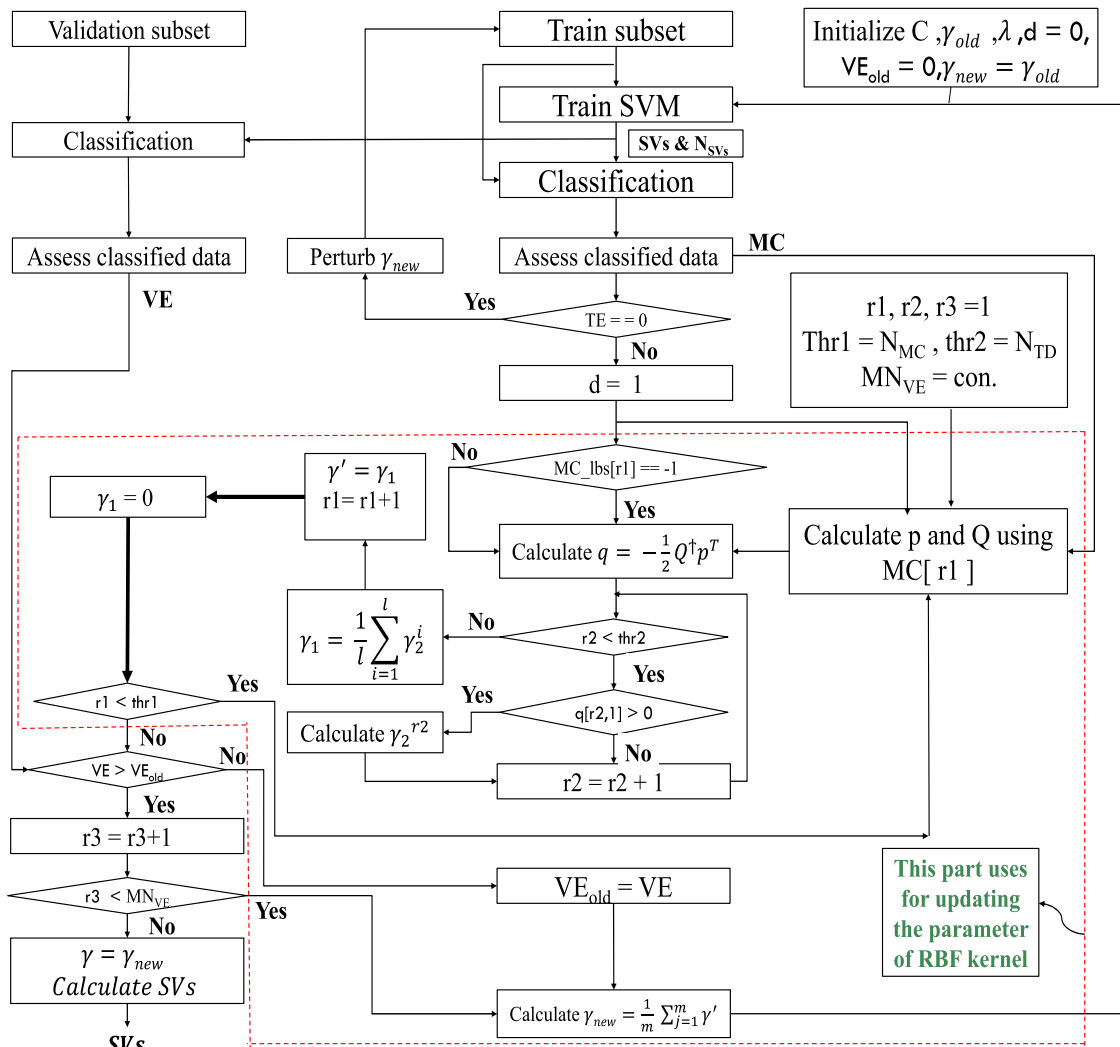 Validation subset
Train subset
Initialize C ,γ_old ,λ ,d = 0,
VE_old = 0,γ_new = γ_old
Train SVM
Classification
SVs & N_SVs
Classification
Assess classified data
Perturb γ_new
Assess classified data
MC
VE
Yes
TE = = 0
No
r1, r2, r3 =1
Thr1 = N_MC , thr2 = N_TD
MN_VE = con.
d = 1
No
MC_lbs[r1] == -1
Yes
γ′ = γ_1
r1= r1+1
γ_1 = 0
Calculate q = −1/2 Q†p^T
Calculate p and Q using
MC[ r1 ]
γ_1 = 1/l ∑_{i=1}^{l} γ_2^i
No
r2 < thr2
Yes
r1 < thr1
Yes
Yes
q[r2,1] > 0
Calculate γ_2^r2
No
No
r2 = r2 + 1
VE > VE_old
No
Yes
r3 = r3+1
This part uses
for updating
the parameter
of RBF kernel
VE_old = VE
r3 < MN_VE
Yes
No
γ = γ_new
Calculate SVs
Calculate γ_new = 1/m ∑_{j=1}^{m} γ′
SVs